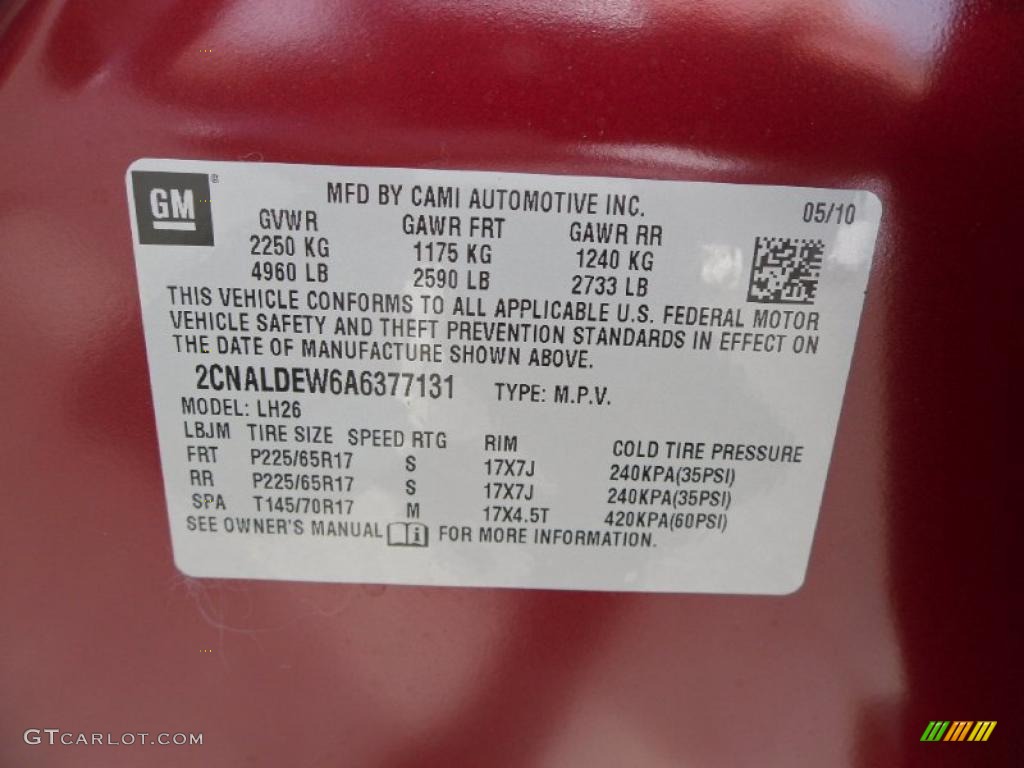 GM ®
MFD BY CAMI AUTOMOTIVE INC. 05/10
GVWR GAWR FRT GAWR RR
2250 KG 1175 KG 1240 KG
4960 LB 2590 LB 2733 LB
THIS VEHICLE CONFORMS TO ALL APPLICABLE U.S. FEDERAL MOTOR
VEHICLE SAFETY AND THEFT PREVENTION STANDARDS IN EFFECT ON
THE DATE OF MANUFACTURE SHOWN ABOVE.
2CNALDEW6A6377131 TYPE: M.P.V.
MODEL: LH26
LBJM TIRE SIZE SPEED RTG RIM COLD TIRE PRESSURE
FRT P225/65R17 S 17X7J 240KPA(35PSI)
RR P225/65R17 S 17X7J 240KPA(35PSI)
SPA T145/70R17 M 17X4.5T 420KPA(60PSI)
SEE OWNER'S MANUAL i FOR MORE INFORMATION.
GTCARLOT.COM